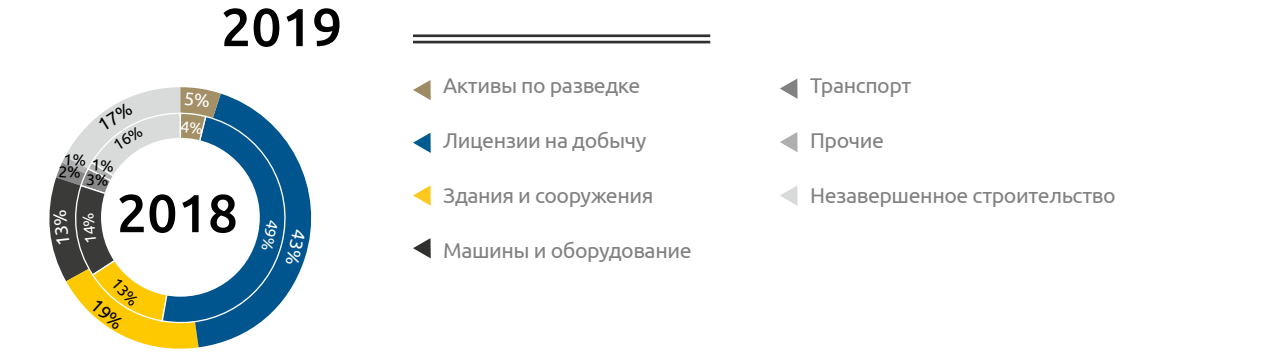 2019
5%
43%
19%
13%
2%
1%
17%
4%
49%
13%
14%
3%
1%
16%
2018
Активы по разведке
Лицензии на добычу
Здания и сооружения
Машины и оборудование
Транспорт
Прочие
Незавершенное строительство